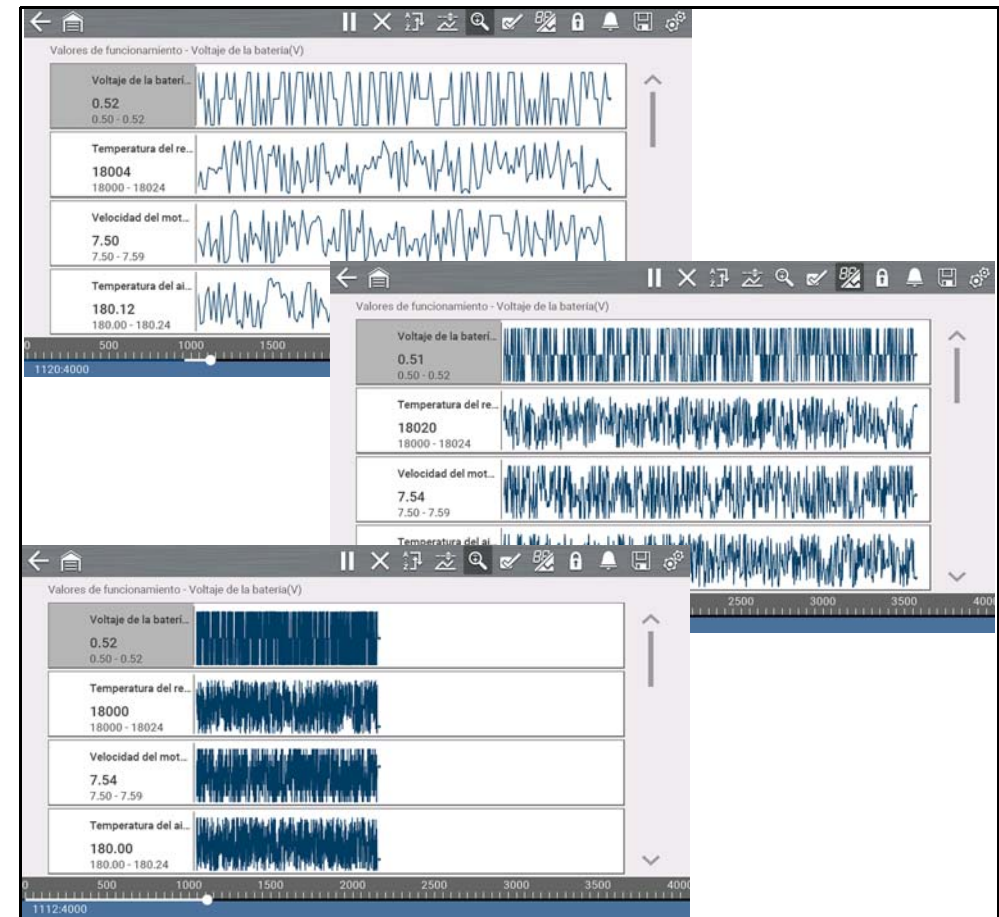 Valores de funcionamiento - Voltaje de la batería(V)
Voltaje de la baterí...
0.52
0.50 - 0.52
Temperatura del re...
18004
18000 - 18024
Velocidad del mot...
7.50
7.50 - 7.59
Temperatura del ai...
180.12
180.00 - 180.24
0 500 1000 1500
1120:4000
Valores de funcionamiento - Voltaje de la batería(V)
Voltaje de la baterí...
0.51
0.50 - 0.52
Temperatura del re...
18020
18000 - 18024
Velocidad del mot...
7.54
7.50 - 7.59
Temperatura del ai...
2500 3000 3500 4000
Valores de funcionamiento - Voltaje de la batería(V)
Voltaje de la baterí...
0.52
0.50 - 0.52
Temperatura del re...
18000
18000 - 18024
Velocidad del mot...
7.54
7.50 - 7.59
Temperatura del ai...
180.00
180.00 - 180.24
0 500 1000 1500 2000 2500 3000 3500 4000
1112:4000